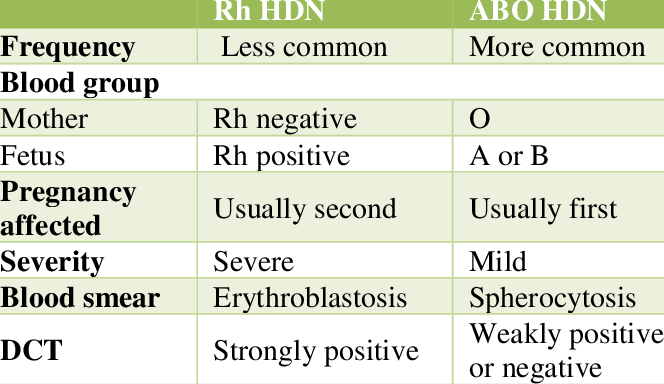 Rh HDN ABO HDN
Frequency Less common More common
Blood group
Mother Rh negative O
Fetus Rh positive A or B
Pregnancy affected Usually second Usually first
Severity Severe Mild
Blood smear Erythroblastosis Spherocytosis
DCT Strongly positive Weakly positive or negative